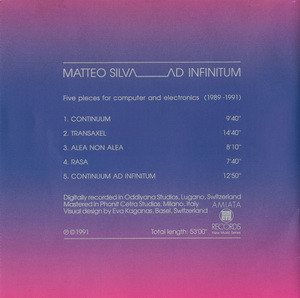 MATTEO SILVA_____AD INFINITUM
Five pieces for computer and electronics (1989-1991)
1. CONTINUUM 9'40"
2. TRANSAXEL 14'40"
3. ALEA NON ALEA 8'10"
4. RASA 7'40"
5. CONTINUUM AD INFINITUM 12'50"
Digitally recorded in Oddiyana Studios, Lugano, Switzerland
Mastered in Phonit Cetra Studios, Milano, Italy
Visual design by Eva Kaganas, Basel, Switzerland
AMIATA
RECORDS
℗©1991 Total length: 53'00"